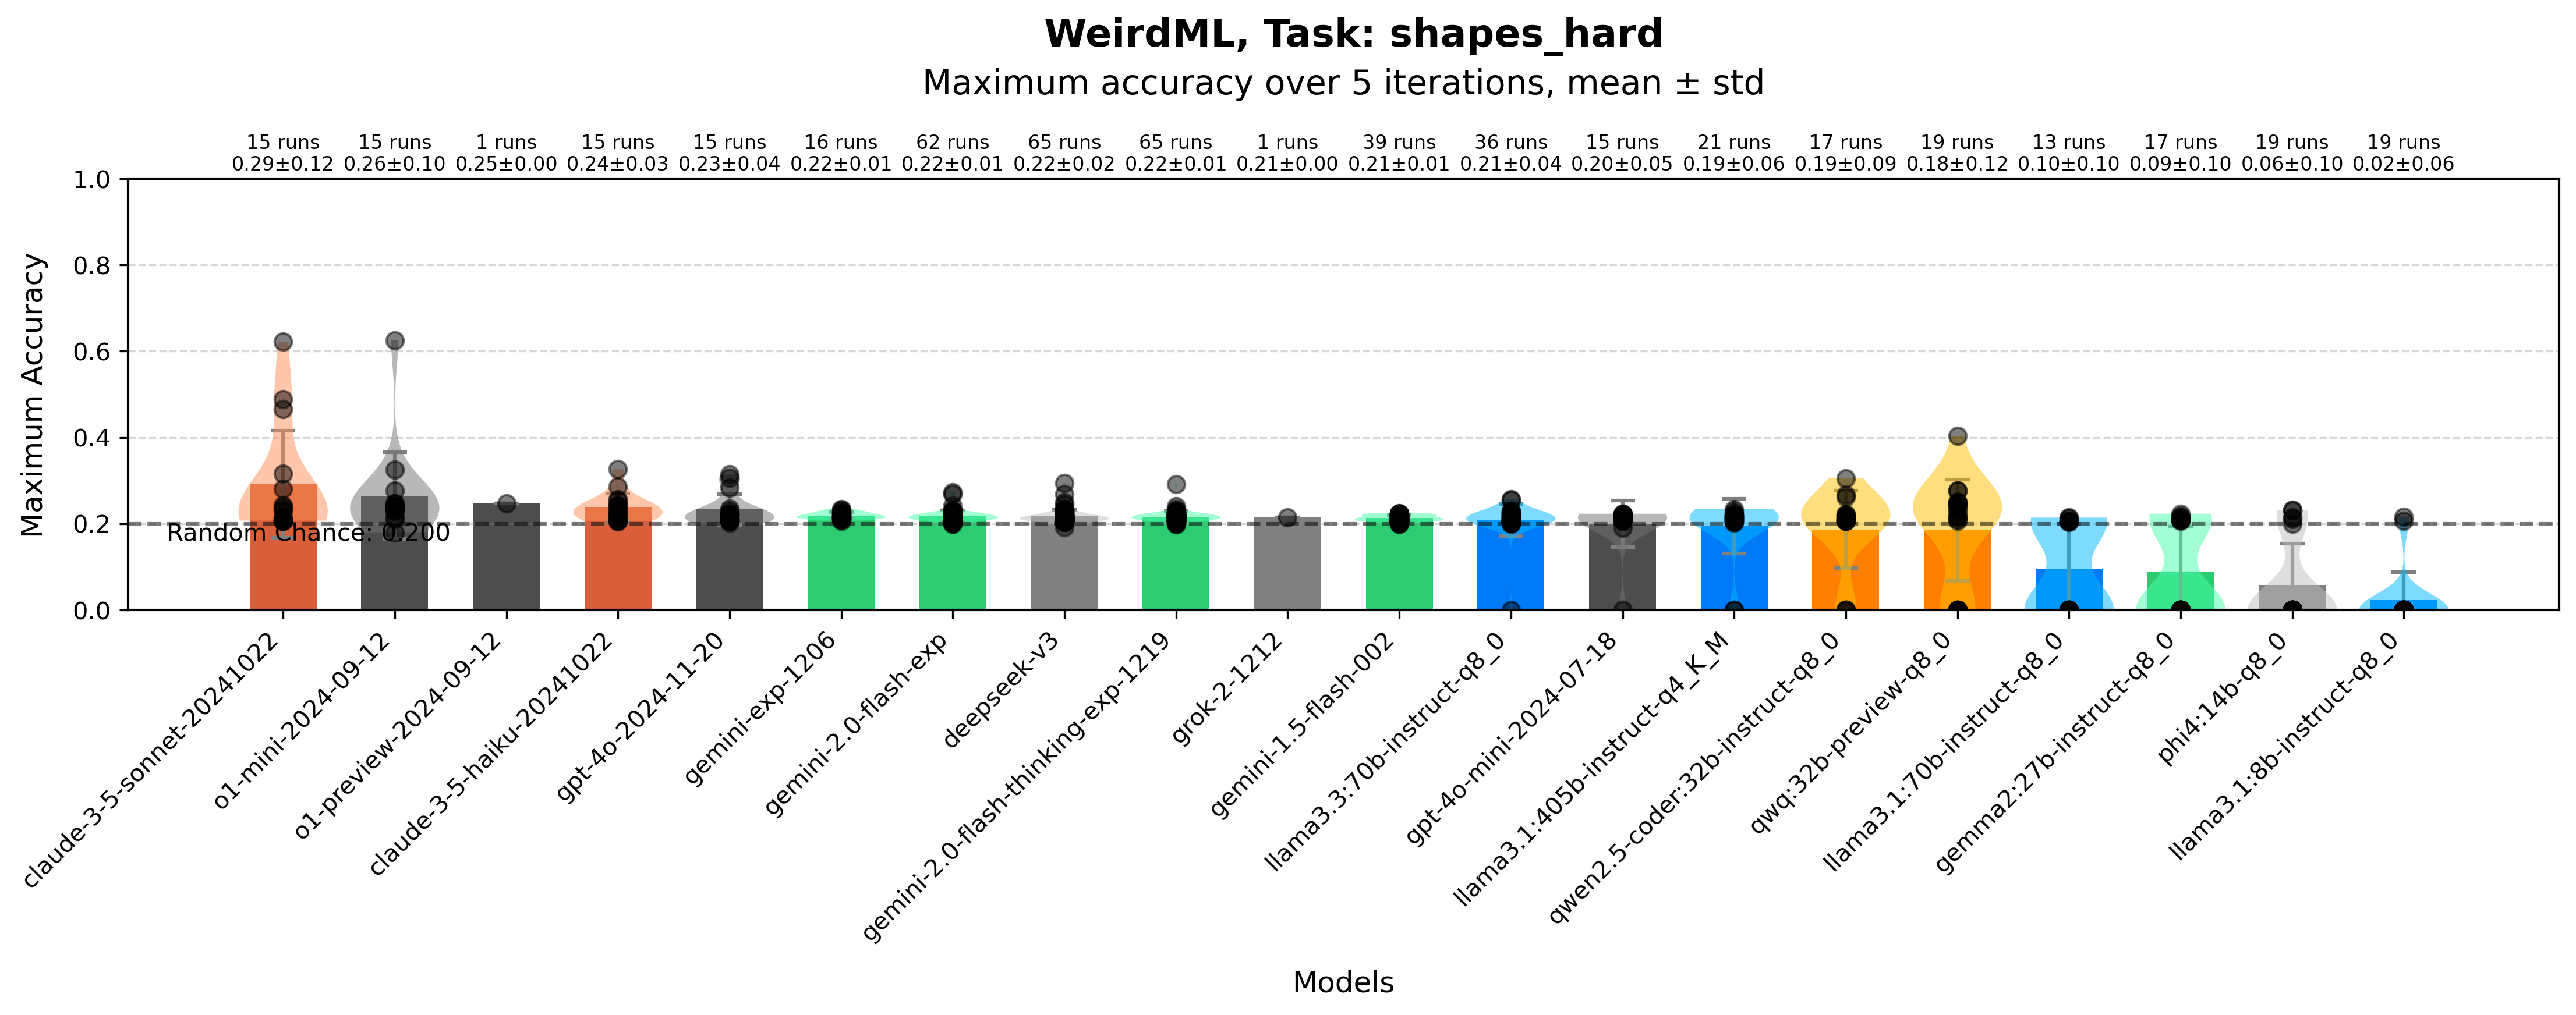 WeirdML, Task: shapes_hard
Maximum accuracy over 5 iterations, mean ± std
15 runs 15 runs 1 runs 15 runs 15 runs 16 runs 62 runs 65 runs 65 runs 1 runs 39 runs 36 runs 15 runs 21 runs 17 runs 19 runs 13 runs 17 runs 19 runs 19 runs
0.29±0.12 0.26±0.10 0.25±0.00 0.24±0.03 0.23±0.04 0.22±0.01 0.22±0.01 0.22±0.02 0.22±0.01 0.21±0.00 0.21±0.01 0.21±0.04 0.20±0.05 0.19±0.06 0.19±0.09 0.18±0.12 0.10±0.10 0.09±0.10 0.06±0.10 0.02±0.06
Maximum Accuracy
1.0
0.8
0.6
0.4
0.2
0.0
Random Chance: 0.200
claude-3-5-sonnet-20241022
o1-mini-2024-09-12
o1-preview-2024-09-12
claude-3-5-haiku-20241022
gpt-4o-2024-11-20
gemini-exp-1206
gemini-2.0-flash-exp
deepseek-v3
gemini-2.0-flash-thinking-exp-1219
grok-2-1212
gemini-1.5-flash-002
llama3.3:70b-instruct-q8_0
gpt-4o-mini-2024-07-18
llama3.1:405b-instruct-q4_K_M
qwen2.5-coder:32b-instruct-q8_0
qwq:32b-preview-q8_0
llama3.1:70b-instruct-q8_0
gemma2:27b-instruct-q8_0
phi4:14b-q8_0
llama3.1:8b-instruct-q8_0
Models